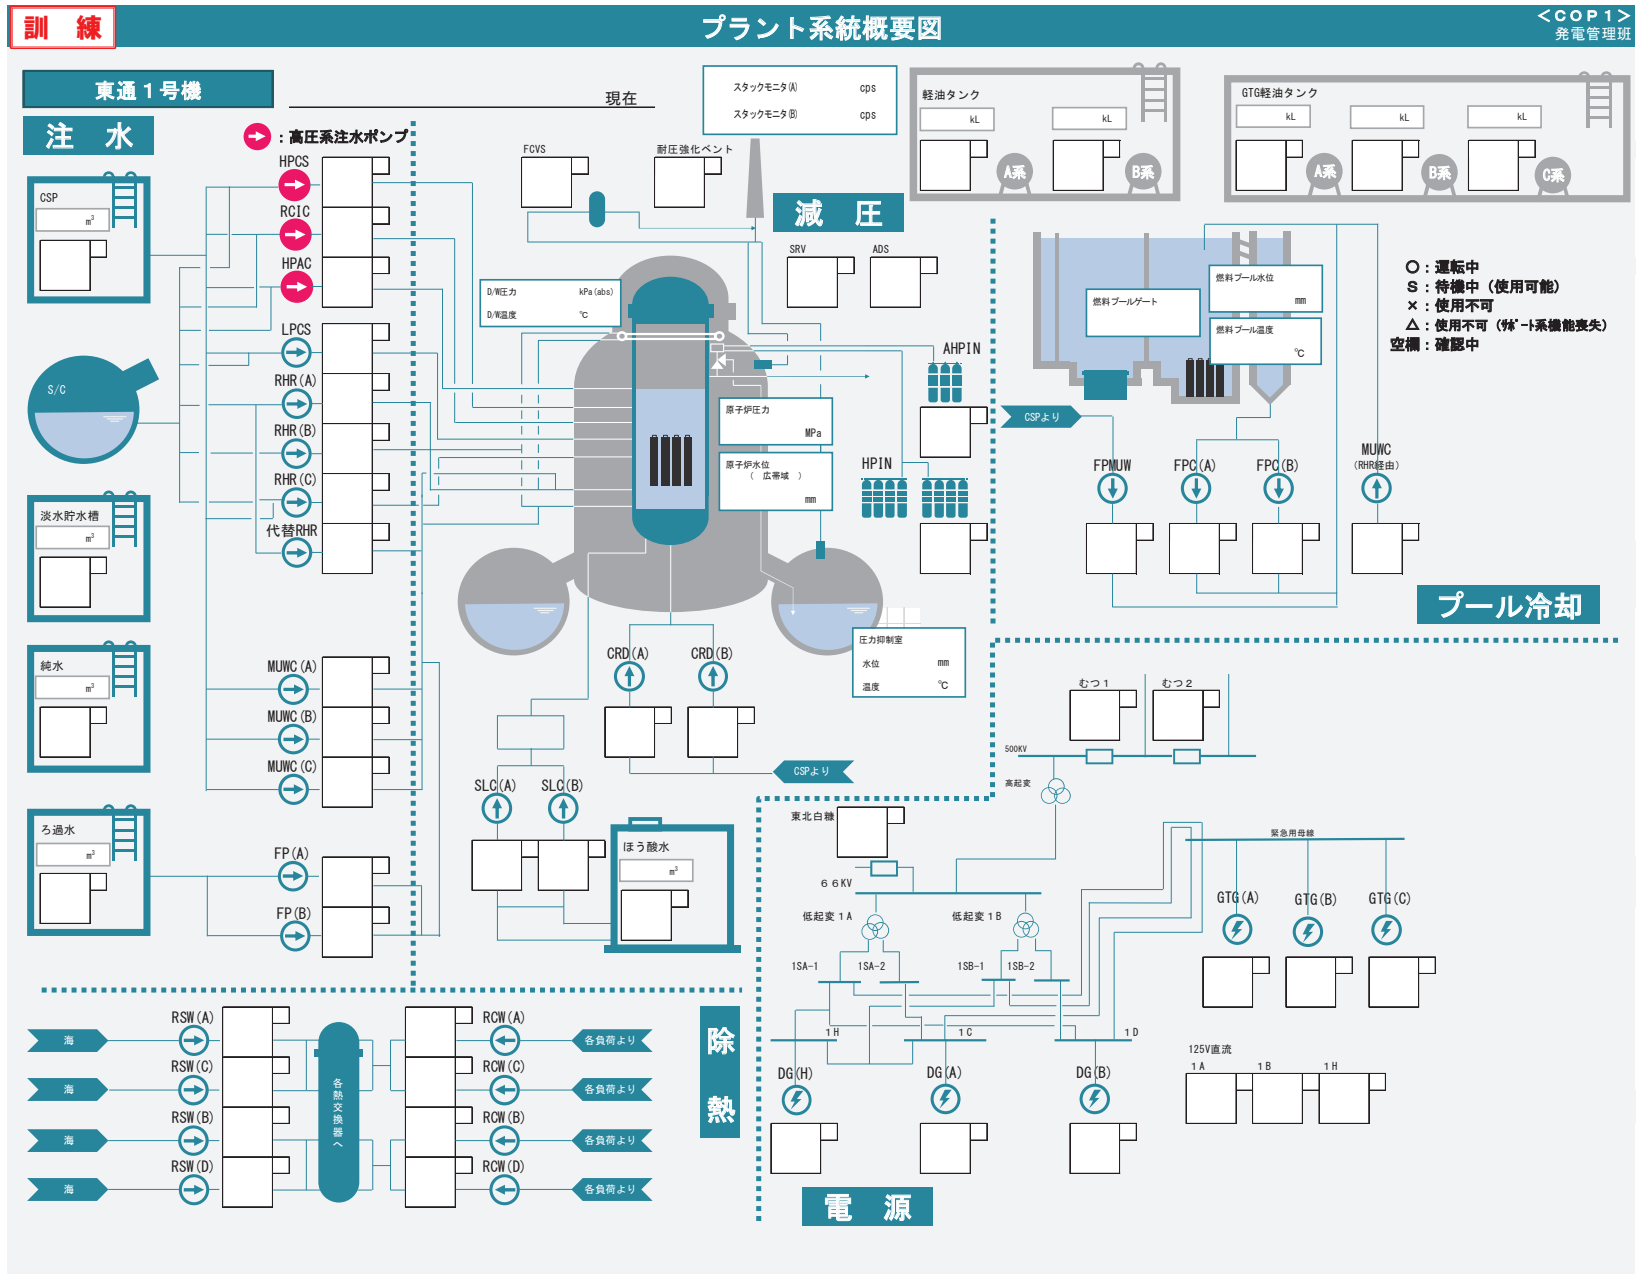 訓 練
プラント系統概要図
＜ＣＯＰ１＞
発電管理班
東通１号機
現在
注 水
：高圧系注水ポンプ
CSP
m³
S/C
淡水貯水槽
m³
純水
m³
ろ過水
m³
HPCS
RCIC
HPAC
LPCS
RHR(A)
RHR(B)
RHR(C)
代替RHR
MUWC(A)
MUWC(B)
MUWC(C)
FP(A)
FP(B)
スタックモニタ(A) cps
スタックモニタ(B) cps
FCVS
耐圧強化ベント
減 圧
SRV
ADS
D/W圧力 kPa(abs)
D/W温度 ℃
原子炉圧力
MPa
原子炉水位
( 広帯域 )
mm
AHPIN
HPIN
圧力抑制室
水位 mm
温度 ℃
CRD(A)
CRD(B)
CSPより
SLC(A)
SLC(B)
ほう酸水
m³
軽油タンク
kL
kL
A系
B系
GTG軽油タンク
kL
kL
kL
A系
B系
C系
燃料プールゲート
燃料プール水位
mm
燃料プール温度
℃
○：運転中
S：待機中（使用可能）
×：使用不可
△：使用不可（ｻﾎﾟｰﾄ系機能喪失）
空欄：確認中
CSPより
FPMUW
FPC(A)
FPC(B)
MUWC
(RHR経由)
プール冷却
むつ１
むつ２
500KV
高起変
東北白糠
６６KV
低起変１A
低起変１B
1SA-1
1SA-2
1SB-1
1SB-2
緊急用母線
GTG(A)
GTG(B)
GTG(C)
1H
1C
1D
DG(H)
DG(A)
DG(B)
125V直流
1A
1B
1H
電 源
除 熱
海
RSW(A)
RCW(A)
各負荷より
海
RSW(C)
RCW(C)
各負荷より
海
RSW(B)
RCW(B)
各負荷より
海
RSW(D)
RCW(D)
各負荷より
各熱交換器へ